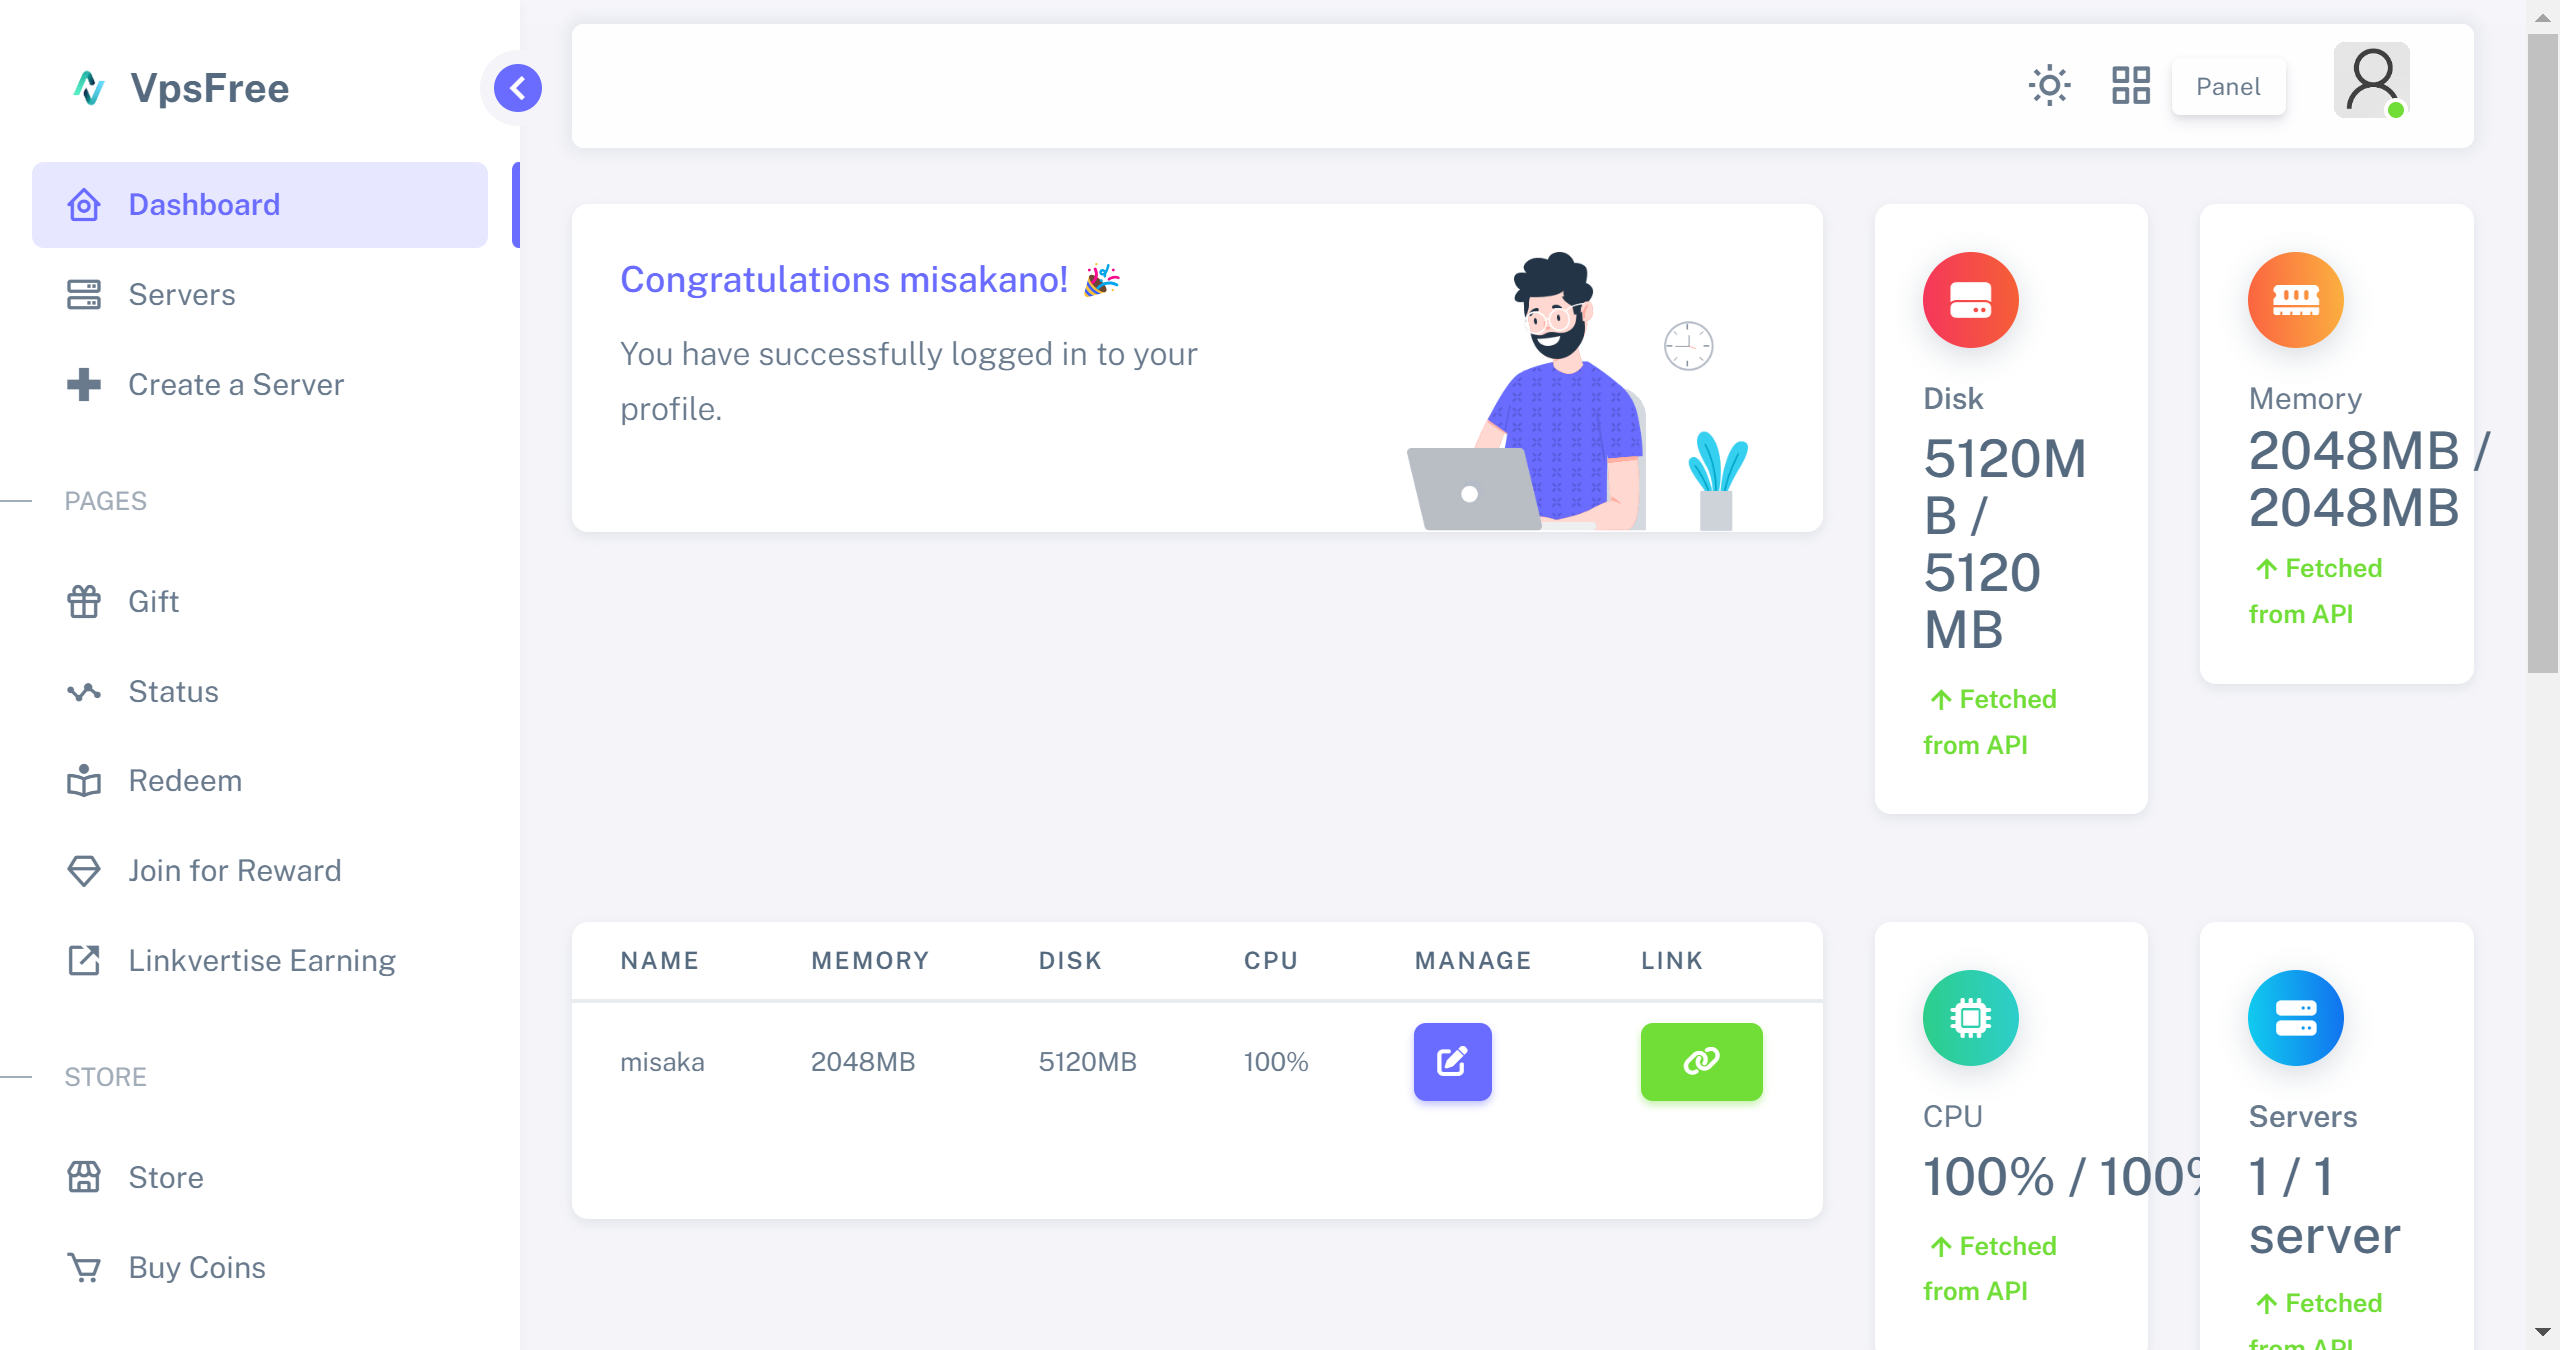 VpsFree
Dashboard
Servers
Create a Server
PAGES
Gift
Status
Redeem
Join for Reward
Linkvertise Earning
STORE
Store
Buy Coins
Panel
Congratulations misakano! 🎉
You have successfully logged in to your
profile.
Disk
5120M
B /
5120
MB
Fetched
from API
Memory
2048MB /
2048MB
Fetched
from API
NAME MEMORY DISK CPU MANAGE LINK
misaka 2048MB 5120MB 100%
CPU
100% / 100%
Fetched
from API
Servers
1 / 1
server
Fetched
from API